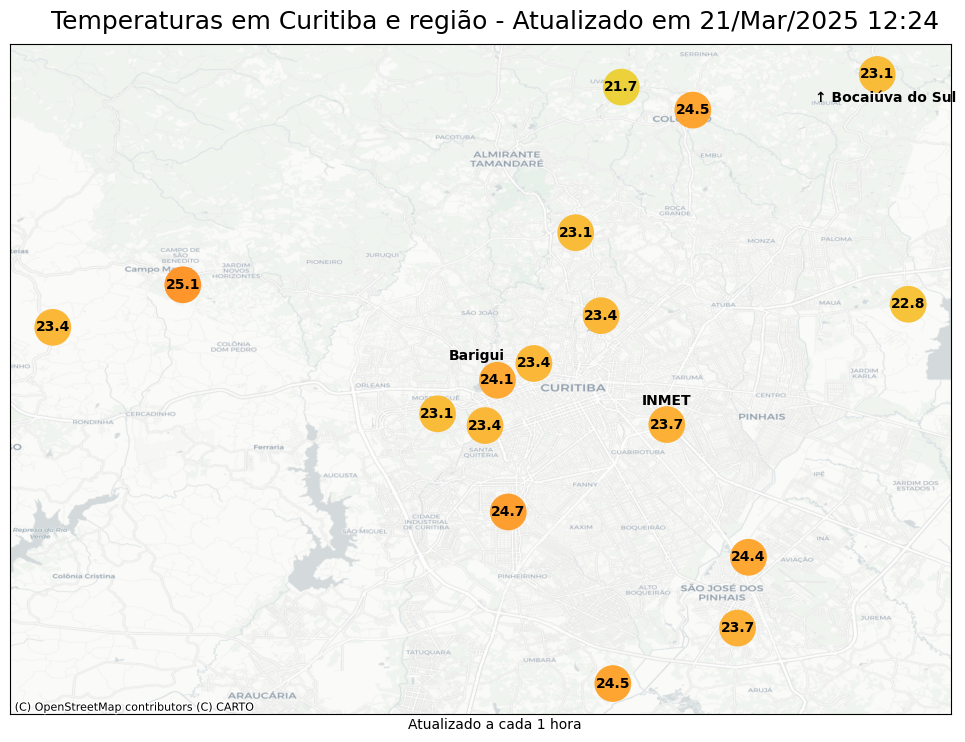 Temperaturas em Curitiba e região - Atualizado em 21/Mar/2025 12:24
SERRINHA
23.1
21.7
↑ Bocaiúva do Sul
24.5
PACOTUBA
ALMIRANTE
TAMANDARÉ
EMBU
ROÇA
GRANDE
23.1
MONZA
PALOMA
CAMPO DE
SÃO
BENEDITO
JURUQUI
PIONEIRO
JARDIM
NOVOS
HORIZONTES
Campo M
25.1
22.8
MAUÁ
ATUBA
SÃO JOÃO
23.4
23.4
COLÔNIA
DOM PEDRO
Barigui
23.4
24.1
JARDIM
KARLA
TARUMÃ
ORLEANS
CURITIBA
CENTRO
INMET
23.1
CERCADINHO
RONDINHA
PINHAIS
23.4
23.7
Ferraria
SANTA
QUITÉRIA
GUABIROTUBA
AUGUSTA
IPÊ
FANNY
JARDIM DOS
ESTADOS I
24.7
CIDADE
INDUSTRIAL
DE CURITIBA
SÃO MIGUEL
XAXIM
BOQUEIRÃO
Represa do Rio
Verde
INÁ
24.4
AVIAÇÃO
Colônia Cristina
PINHEIRINHO
ALTO
BOQUEIRÃO
SÃO JOSÉ DOS
PINHAIS
JUREMA
23.7
TATUQUARA
UMBARÁ
24.5
ARUJÁ
ARAUCÁRIA
(C) OpenStreetMap contributors (C) CARTO
Atualizado a cada 1 hora